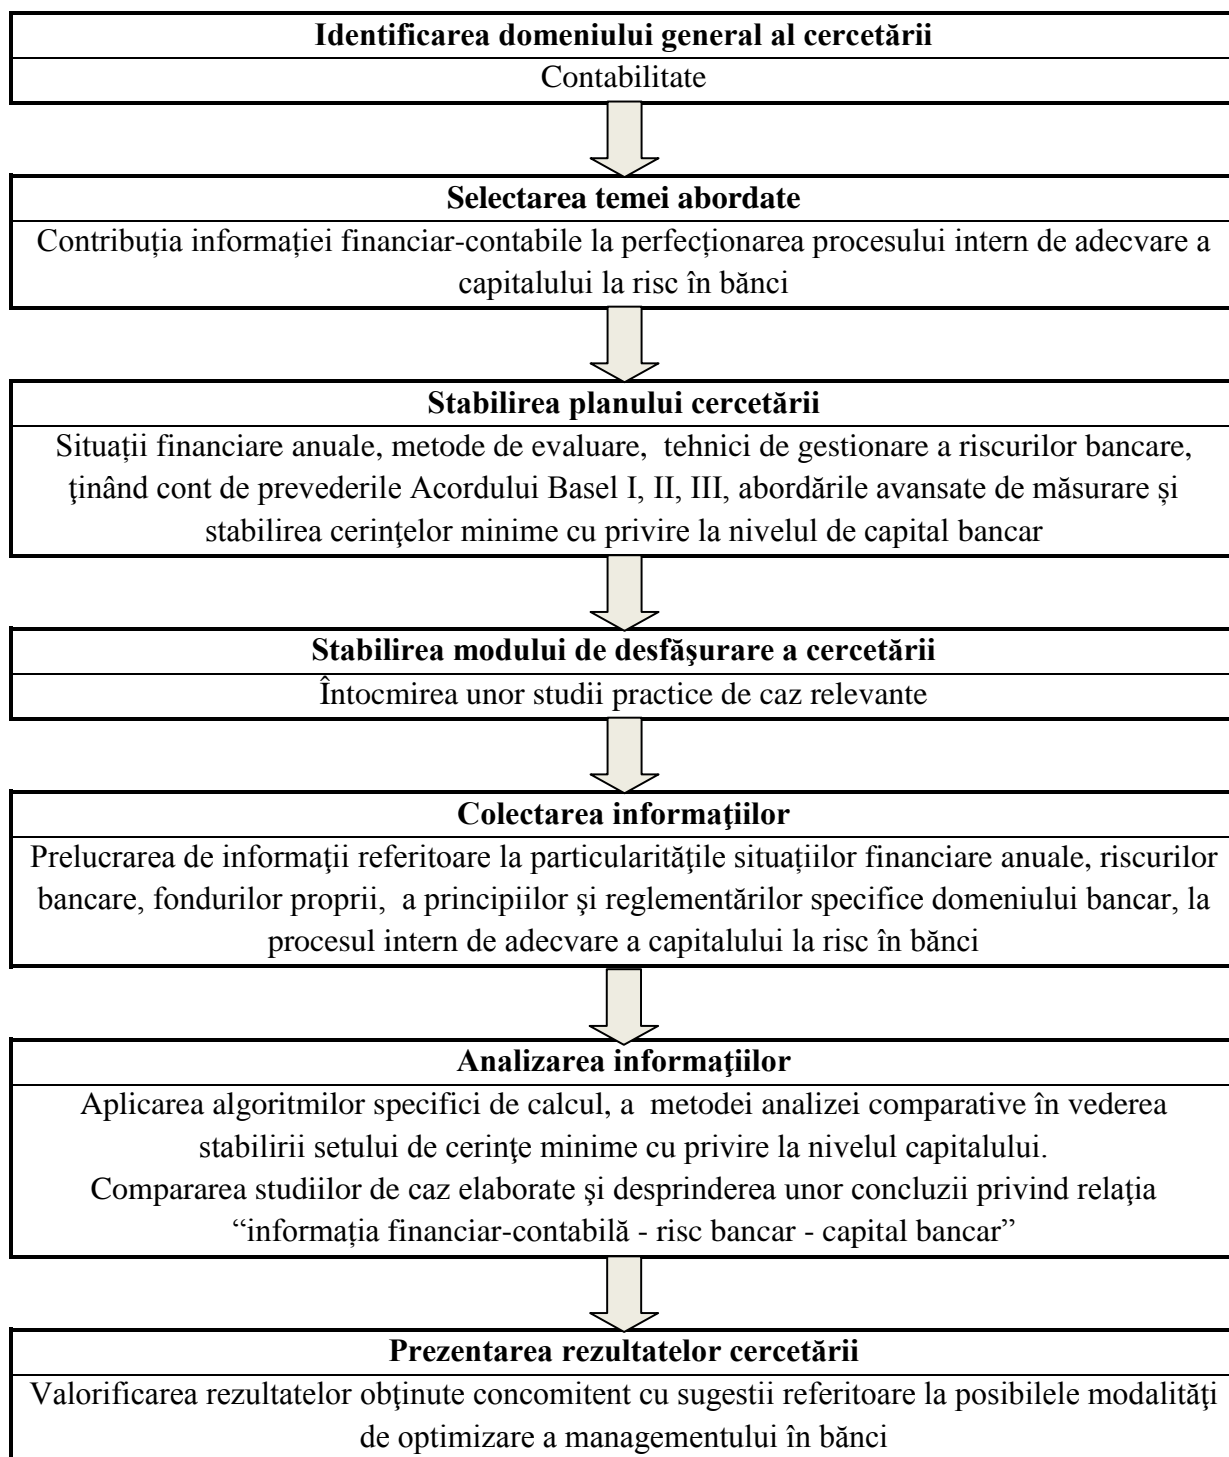 Identificarea domeniului general al cercetării
Contabilitate
Selectarea temei abordate
Contribuția informației financiar-contabile la perfecționarea procesului intern de adecvare a
capitalului la risc în bănci
Stabilirea planului cercetării
Situații financiare anuale, metode de evaluare, tehnici de gestionare a riscurilor bancare,
ţinând cont de prevederile Acordului Basel I, II, III, abordările avansate de măsurare și
stabilirea cerinţelor minime cu privire la nivelul de capital bancar
Stabilirea modului de desfăşurare a cercetării
Întocmirea unor studii practice de caz relevante
Colectarea informaţiilor
Prelucrarea de informaţii referitoare la particularităţile situațiilor financiare anuale, riscurilor
bancare, fondurilor proprii, a principiilor şi reglementărilor specifice domeniului bancar, la
procesul intern de adecvare a capitalului la risc în bănci
Analizarea informaţiilor
Aplicarea algoritmilor specifici de calcul, a metodei analizei comparative în vederea
stabilirii setului de cerinţe minime cu privire la nivelul capitalului.
Compararea studiilor de caz elaborate şi desprinderea unor concluzii privind relaţia
“informația financiar-contabilă - risc bancar - capital bancar”
Prezentarea rezultatelor cercetării
Valorificarea rezultatelor obţinute concomitent cu sugestii referitoare la posibilele modalităţi
de optimizare a managementului în bănci